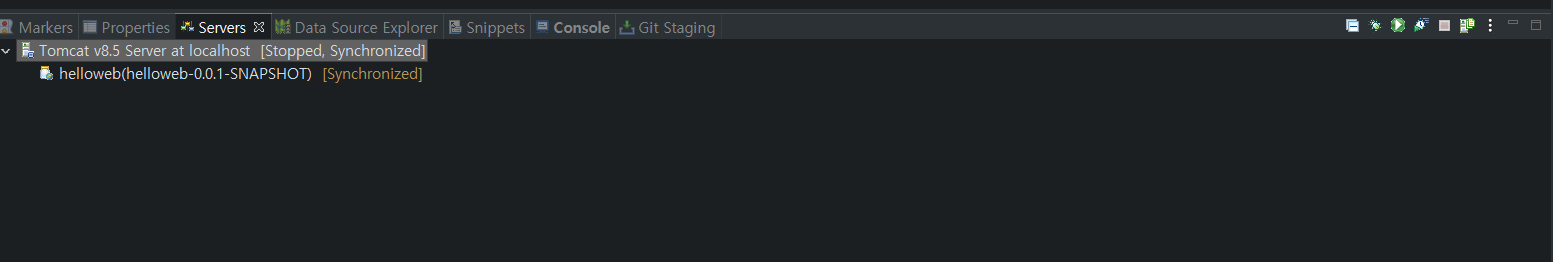 Markers Properties Servers Data Source Explorer Snippets Console Git Staging
Tomcat v8.5 Server at localhost [Stopped, Synchronized]
helloweb(helloweb-0.0.1-SNAPSHOT) [Synchronized]